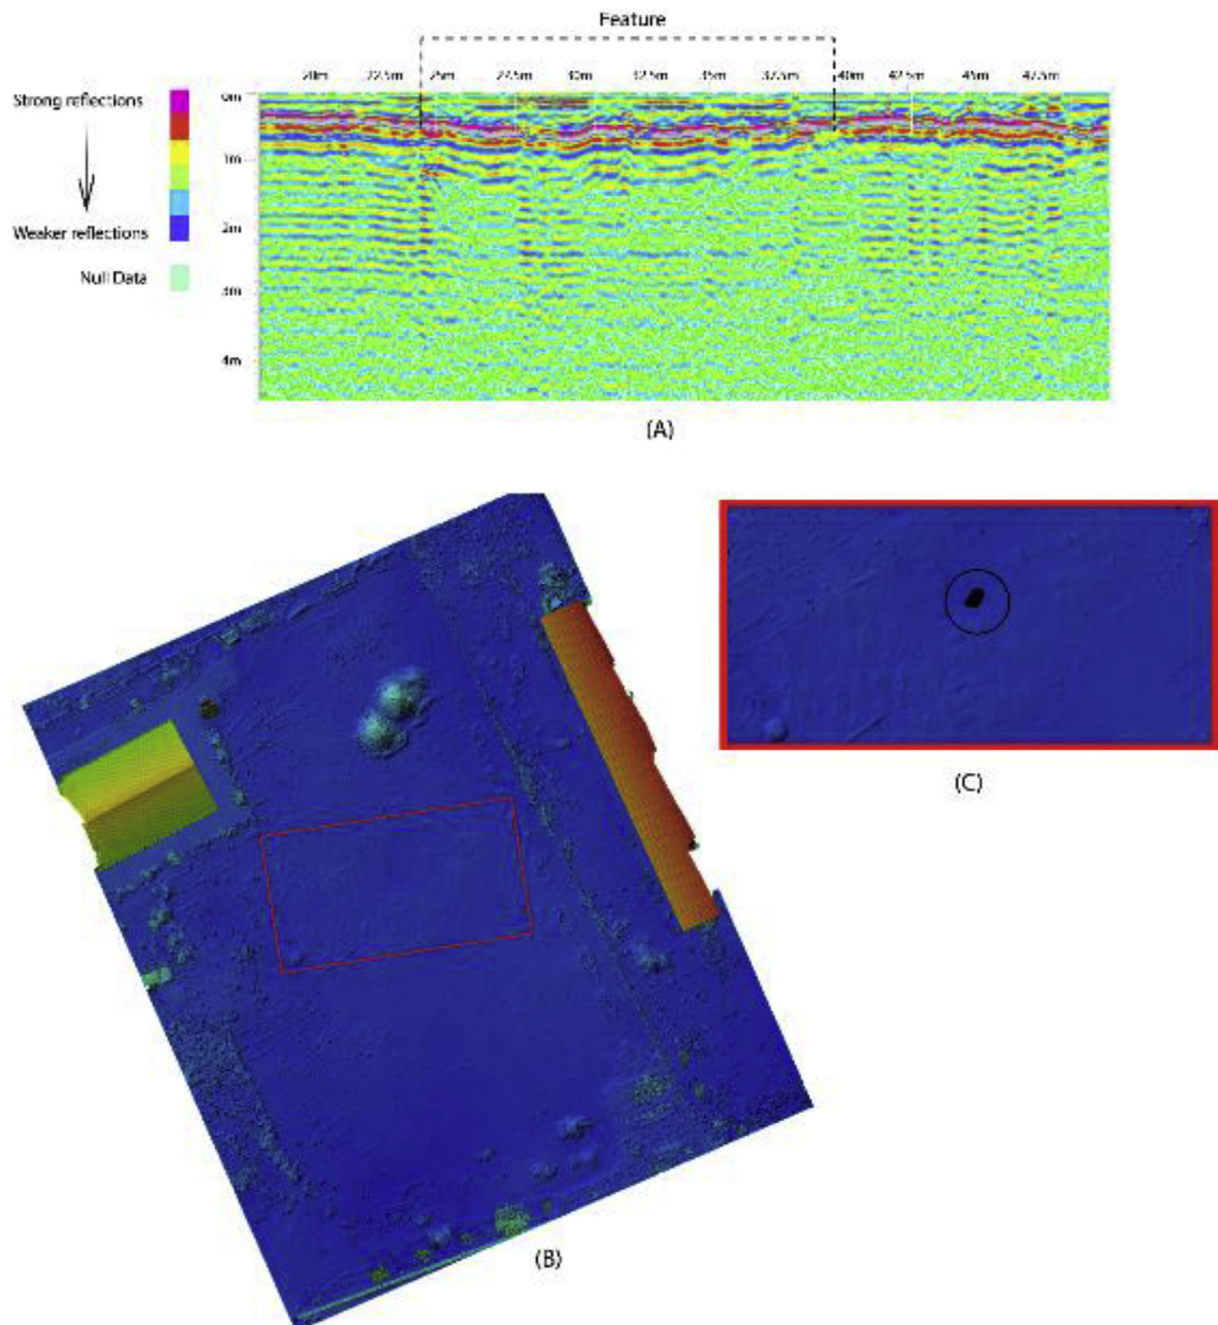 Feature
20m 22.5m 25m 27.5m 30m 32.5m 35m 37.5m 40m 42.5m 45m 47.5m
Strong reflections
0m
1m
2m
Weaker reflections
Null Data
3m
4m
(A)
(C)
(B)